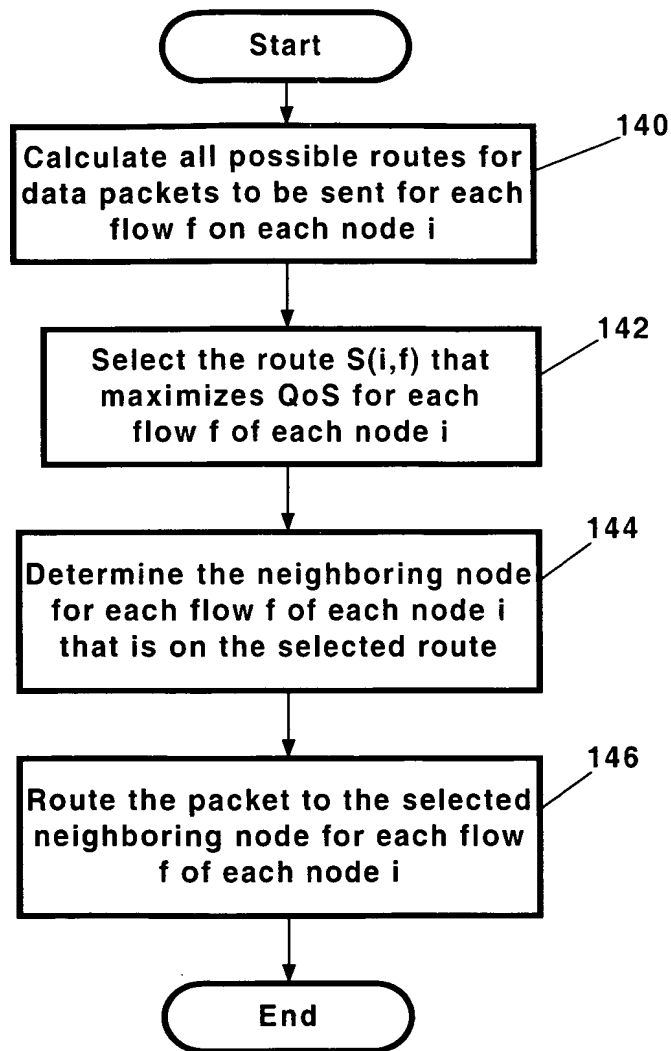 Start
140
Calculate all possible routes for
data packets to be sent for each
flow f on each node i
142
Select the route S(i,f) that
maximizes QoS for each
flow f of each node i
144
Determine the neighboring node
for each flow f of each node i
that is on the selected route
146
Route the packet to the selected
neighboring node for each flow
f of each node i
End